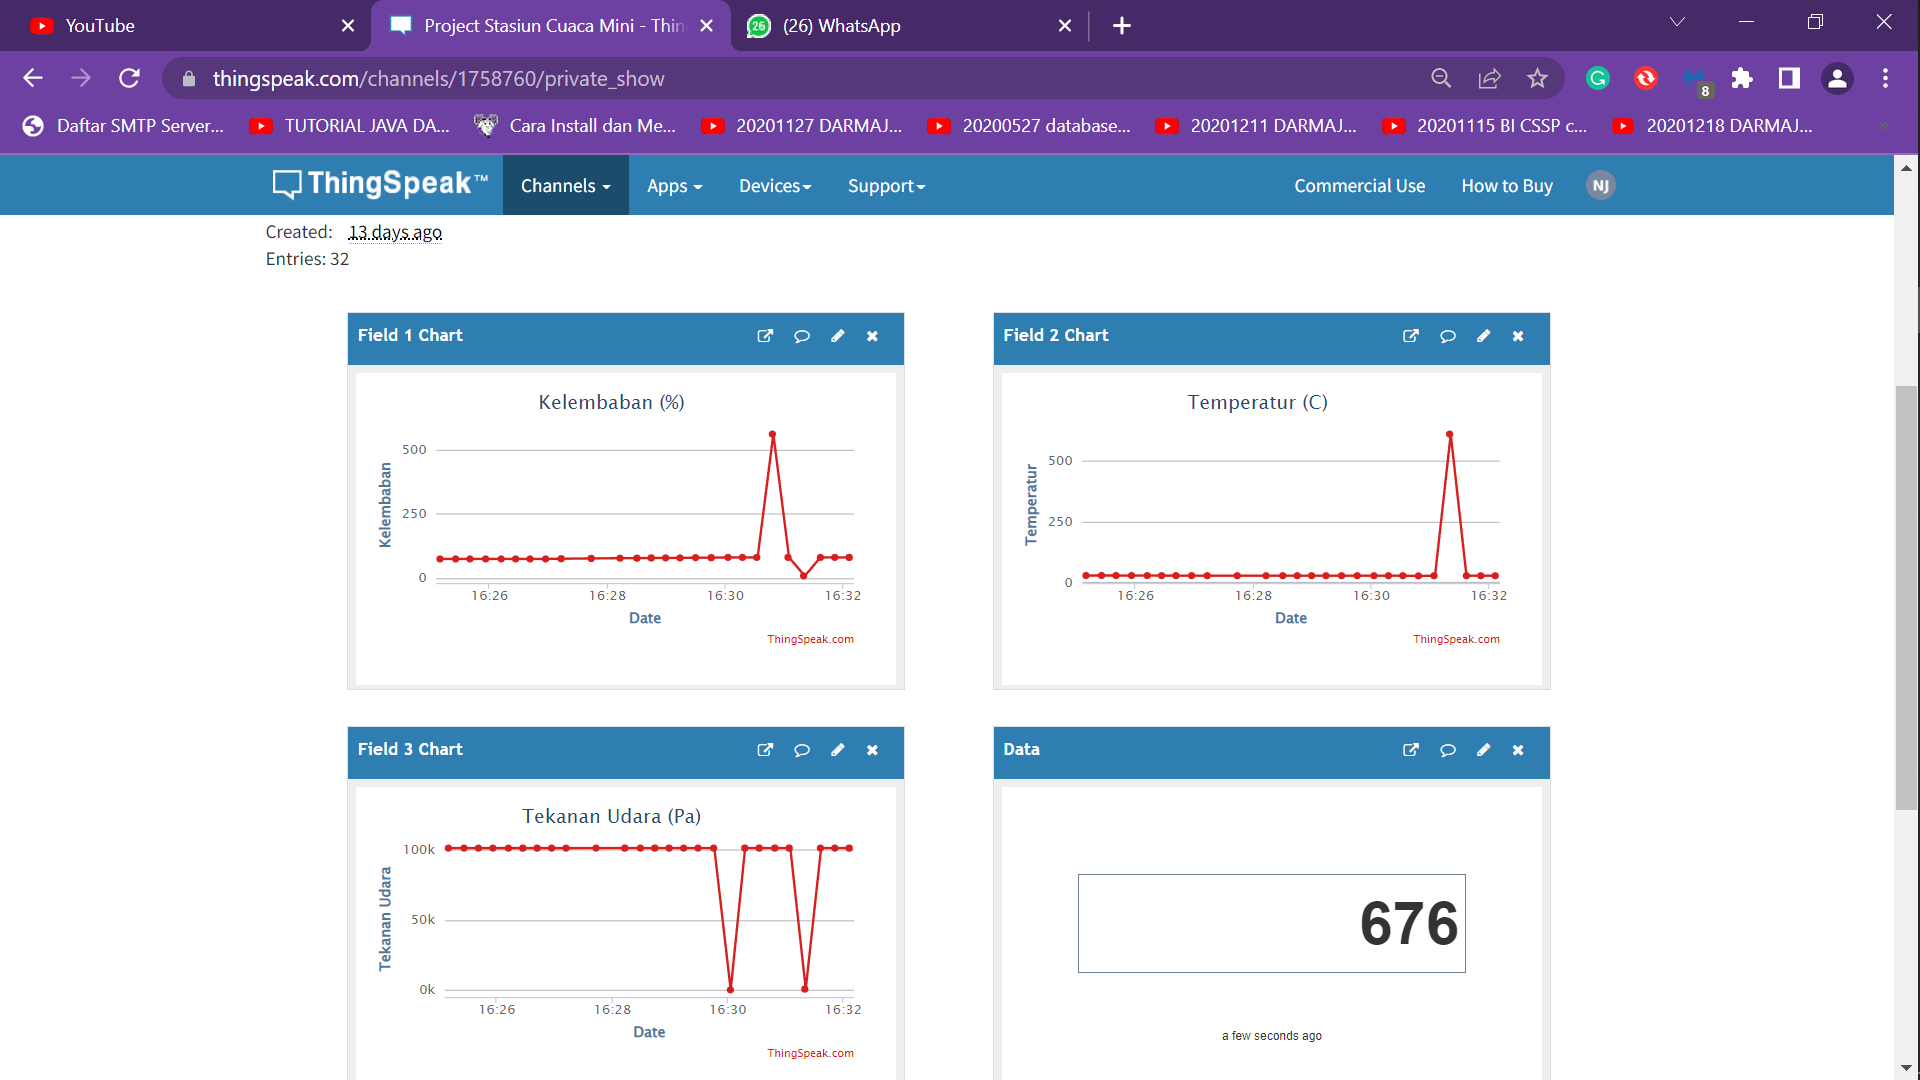 YouTube
Project Stasiun Cuaca Mini - Thin
26
(26) WhatsApp
thingspeak.com/channels/1758760/private_show
8
Daftar SMTP Server...
TUTORIAL JAVA DA...
Cara Install dan Me...
20201127 DARMAJ...
20200527 database...
20201211 DARMAJ...
20201115 BI CSSP c...
20201218 DARMAJ...
ThingSpeak™
Channels
Apps
Devices
Support
Commercial Use
How to Buy
NJ
Created: 13 days ago
Entries: 32
Field 1 Chart
Kelembaban (%)
Kelembaban
500
250
0
16:26
16:28
16:30
16:32
Date
ThingSpeak.com
Field 2 Chart
Temperatur (C)
Temperatur
500
250
0
16:26
16:28
16:30
16:32
Date
ThingSpeak.com
Field 3 Chart
Tekanan Udara (Pa)
Tekanan Udara
100k
50k
0k
16:26
16:28
16:30
16:32
Date
ThingSpeak.com
Data
676
a few seconds ago